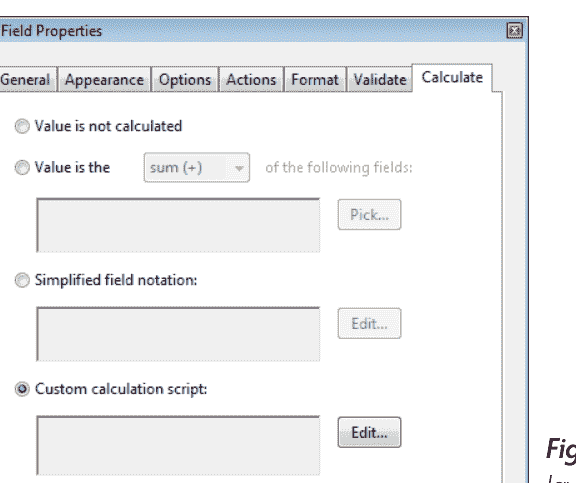 Field Properties
General Appearance Options Actions Format Validate Calculate
Value is not calculated
Value is the sum (+) of the following fields:
Pick...
Simplified field notation:
Edit...
Custom calculation script:
Edit...
Fig